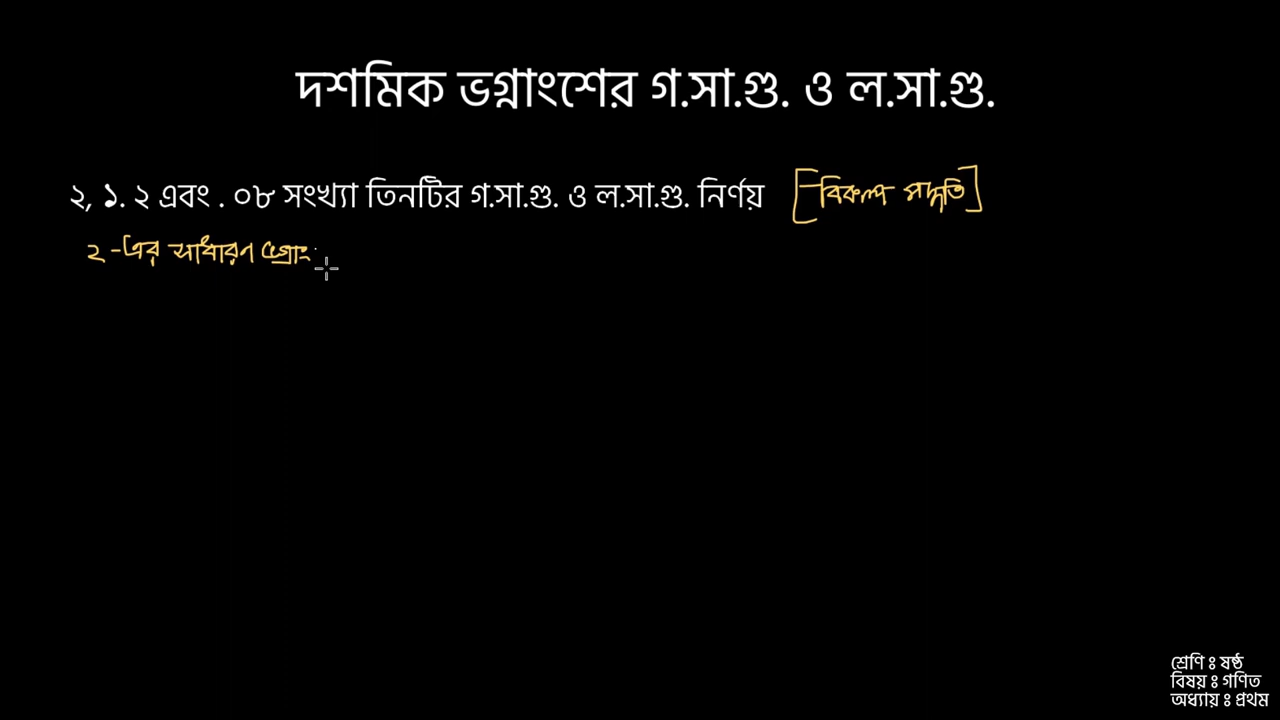 দশমিক ভগ্নাংশের গ.সা.গু. ও ল.সা.গু.
২, ১. ২ এবং . ০৮ সংখ্যা তিনটির গ.সা.গু. ও ল.সা.গু. নির্ণয় [বিকল্প পদ্ধতি]
২ -এর সাধারন
শ্রেণি ঃ ষষ্ঠ
বিষয় ঃ গণিত
অধ্যায় ঃ প্রথম